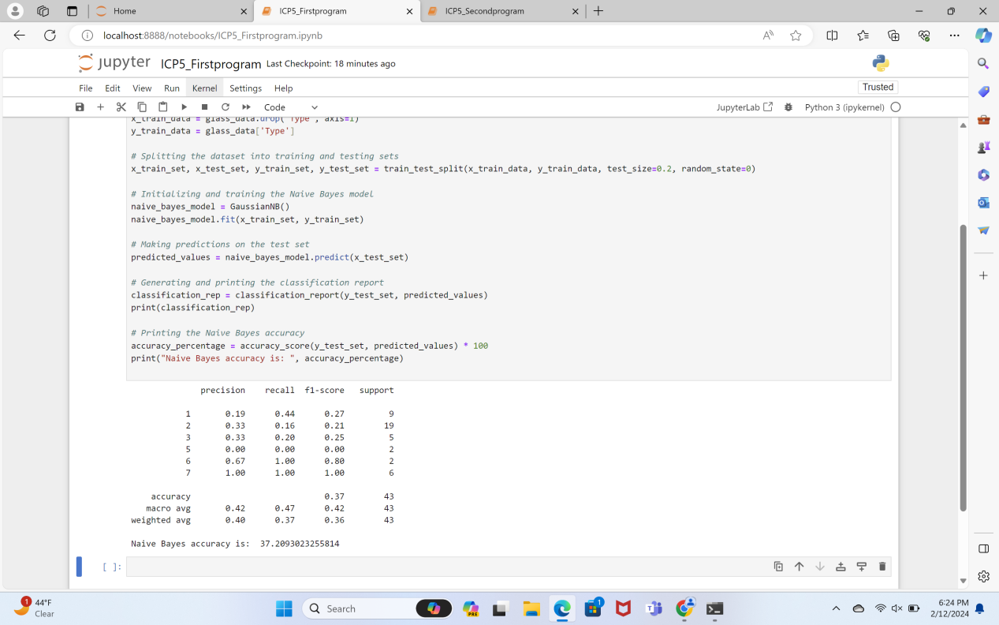 Home
ICP5_Firstprogram
ICP5_Secondprogram
localhost:8888/notebooks/ICP5_Firstprogram.ipynb
jupyter ICP5_Firstprogram Last Checkpoint: 18 minutes ago
File Edit View Run Kernel Settings Help
Trusted
Code
JupyterLab
Python 3 (ipykernel)
x_train_data = glass_data.drop('Type', axis=1)
y_train_data = glass_data['Type']
# Splitting the dataset into training and testing sets
x_train_set, x_test_set, y_train_set, y_test_set = train_test_split(x_train_data, y_train_data, test_size=0.2, random_state=0)
# Initializing and training the Naive Bayes model
naive_bayes_model = GaussianNB()
naive_bayes_model.fit(x_train_set, y_train_set)
# Making predictions on the test set
predicted_values = naive_bayes_model.predict(x_test_set)
# Generating and printing the classification report
classification_rep = classification_report(y_test_set, predicted_values)
print(classification_rep)
# Printing the Naive Bayes accuracy
accuracy_percentage = accuracy_score(y_test_set, predicted_values) * 100
print("Naive Bayes accuracy is: ", accuracy_percentage)
precision recall f1-score support
1 0.19 0.44 0.27 9
2 0.33 0.16 0.21 19
3 0.33 0.20 0.25 5
5 0.00 0.00 0.00 2
6 0.67 1.00 0.80 2
7 1.00 1.00 1.00 6
accuracy 0.37 43
macro avg 0.42 0.47 0.42 43
weighted avg 0.40 0.37 0.36 43
Naive Bayes accuracy is: 37.2093023255814
[ ]:
1
44°F
Clear
Search
PRE
1
6:24 PM
2/12/2024